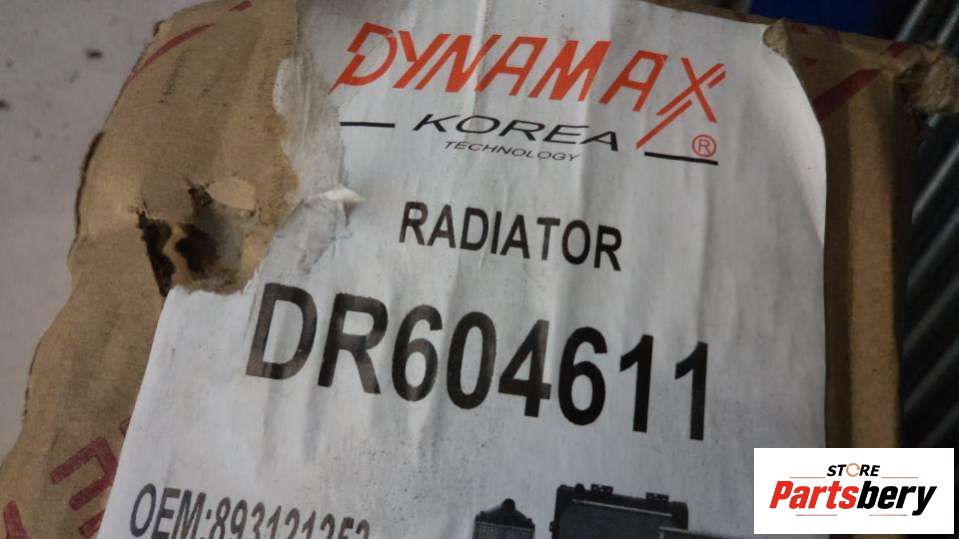 DYNAMAX
KOREA
TECHNOLOGY
®
RADIATOR
DR604611
STORE
Partsbery